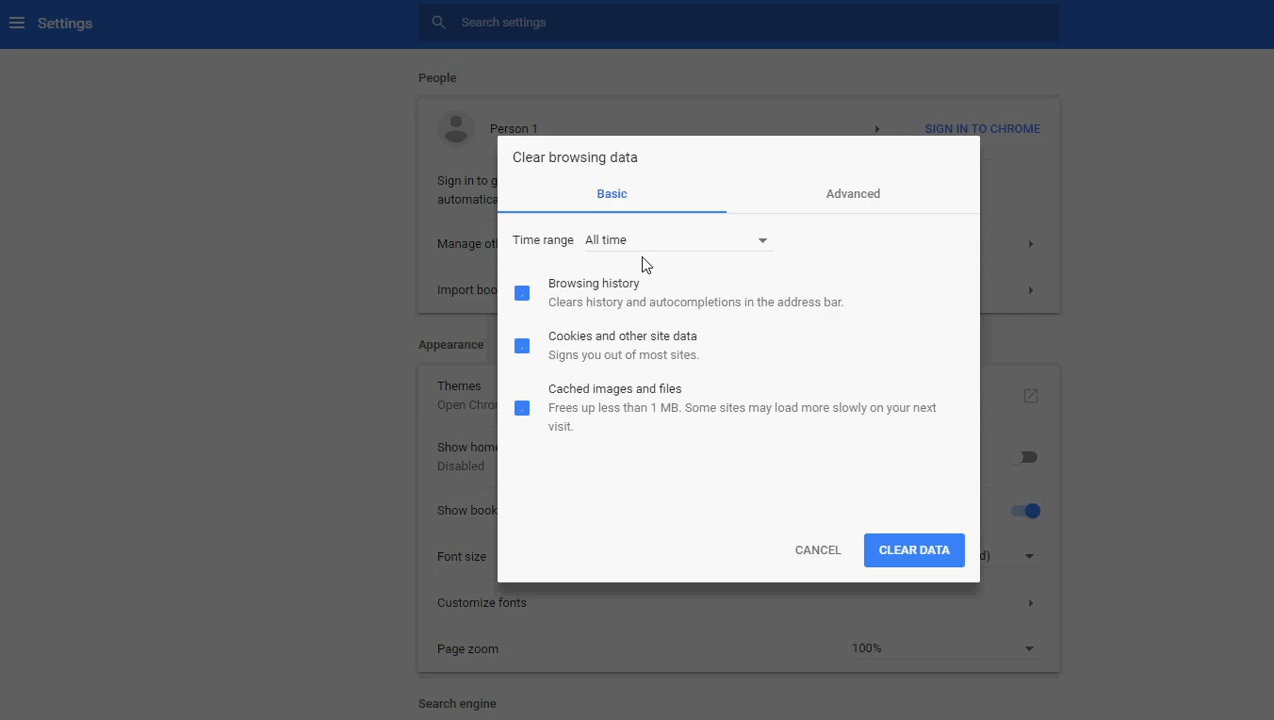 Settings
Search settings
People
Person 1
SIGN IN TO CHROME
Sign in to g
automatica
Manage ot
Import boo
Appearance
Themes
Open Chro
Show home
Disabled
Show book
Font size
d)
Customize fonts
Page zoom
100%
Search engine
Clear browsing data
Basic
Advanced
Time range
All time
Browsing history
Clears history and autocompletions in the address bar.
Cookies and other site data
Signs you out of most sites.
Cached images and files
Frees up less than 1 MB. Some sites may load more slowly on your next
visit.
CANCEL
CLEAR DATA